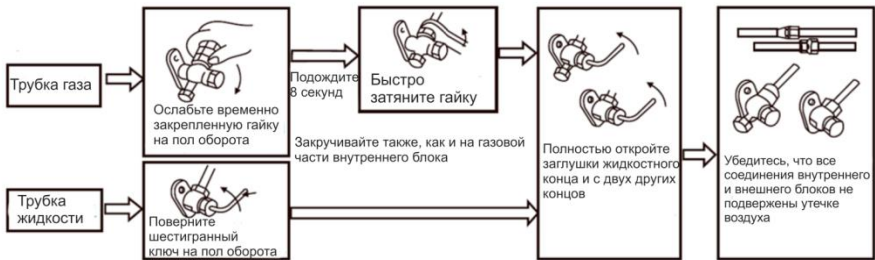 Трубка газа
Ослабьте временно
закрепленную гайку
на пол оборота
Подождите
8 секунд
Быстро
затяните гайку
Закручивайте также, как и на газовой
части внутреннего блока
Трубка
жидкости
Поверните
шестигранный
ключ на пол оборота
Полностью откройте
заглушки жидкостного
конца и с двух других
концов
Убедитесь, что все
соединения внутреннего
и внешнего блоков не
подвержены утечке
воздуха